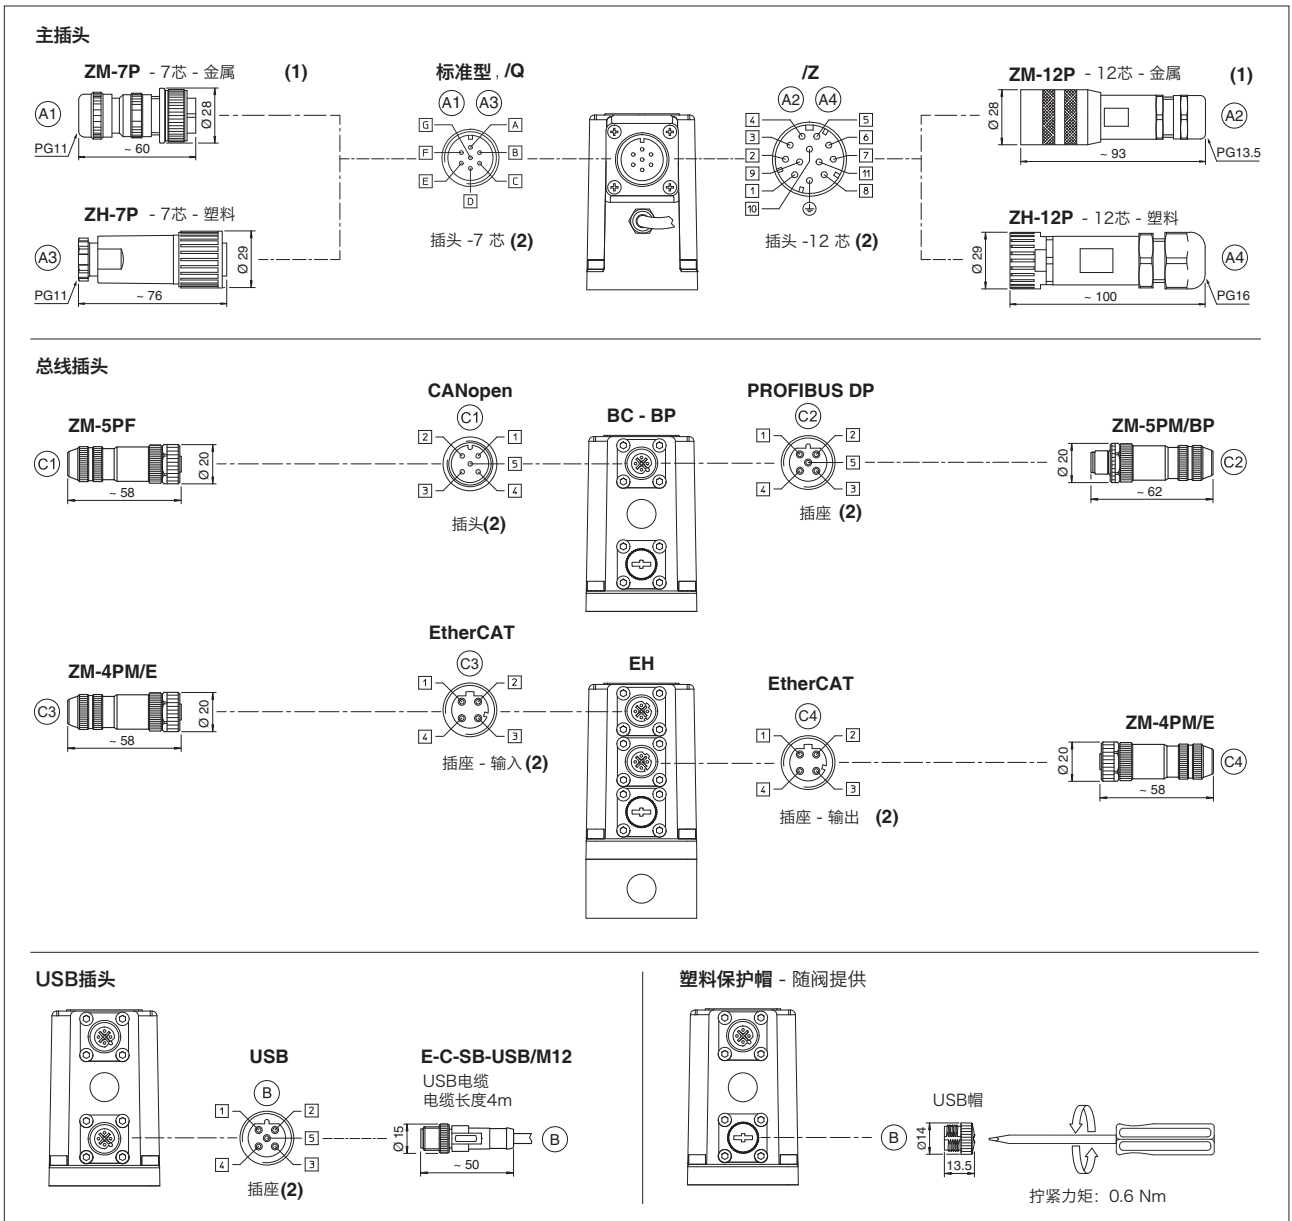 主插头
ZM-7P - 7芯 - 金属 (1)
A1
PG11
~ 60
Ø 28
ZH-7P - 7芯 - 塑料
A3
PG11
~ 76
Ø 29
标准型 , /Q
A1 A3
G A
F B
E C
D
插头 -7 芯 (2)
/Z
A2 A4
4 5
3 6
2 7
9 11
1 8
10
插头 -12 芯 (2)
ZM-12P - 12芯 - 金属 (1)
Ø 28
A2
~ 93
PG13.5
ZH-12P - 12芯 - 塑料
Ø 29
A4
~ 100
PG16
总线插头
ZM-5PF
C1
Ø 20
~ 58
CANopen
C1
2 1
5
3 4
插头(2)
BC - BP
PROFIBUS DP
C2
1 2
5
4 3
插座 (2)
ZM-5PM/BP
Ø 20
C2
~ 62
ZM-4PM/E
C3
Ø 20
~ 58
EtherCAT
C3
1 2
4 3
插座 - 输入 (2)
EH
EtherCAT
C4
1 2
4 3
插座 - 输出 (2)
ZM-4PM/E
Ø 20
C4
~ 58
USB插头
USB
B
1 2
5
4 3
插座(2)
E-C-SB-USB/M12
USB电缆
电缆长度4m
Ø 15
B
~ 50
塑料保护帽 - 随阀提供
B
USB帽
Ø14
13.5
拧紧力矩: 0.6 Nm